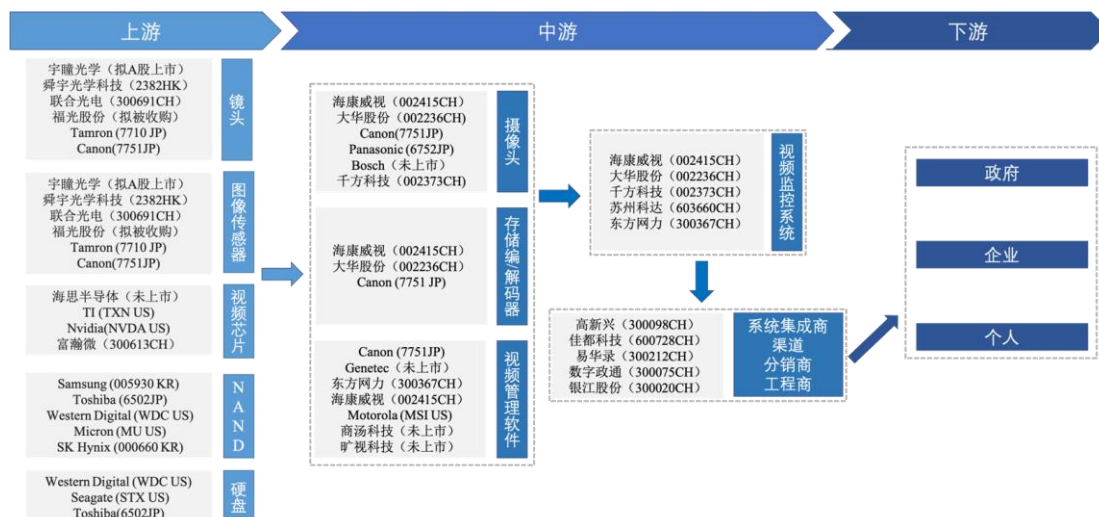 上游
中游
下游
宇瞳光学（拟A股上市）
舜宇光学科技（2382HK）
联合光电（300691CH）
福光股份（拟被收购）
Tamron (7710 JP)
Canon(7751JP)
镜头
宇瞳光学（拟A股上市）
舜宇光学科技（2382HK）
联合光电（300691CH）
福光股份（拟被收购）
Tamron (7710 JP)
Canon(7751JP)
图像传感器
海思半导体（未上市）
TI (TXN US)
Nvidia(NVDA US)
富瀚微（300613CH）
视频芯片
Samsung (005930 KR)
Toshiba (6502JP)
Western Digital (WDC US)
Micron (MU US)
SK Hynix (000660 KR)
NAND
Western Digital (WDC US)
Seagate (STX US)
Toshiba(6502JP)
硬盘
海康威视（002415CH）
大华股份（002236CH）
Canon(7751JP)
Panasonic (6752JP)
Bosch（未上市）
千方科技（002373CH）
摄像头
海康威视（002415CH）
大华股份（002236CH）
Canon (7751 JP)
存储编/解码器
Canon (7751JP)
Genetec（未上市）
东方网力（300367CH）
海康威视（002415CH）
Motorola (MSI US)
商汤科技（未上市）
旷视科技（未上市）
视频管理软件
海康威视（002415CH）
大华股份（002236CH）
千方科技（002373CH）
苏州科达（603660CH）
东方网力（300367CH）
视频监控系统
高新兴（300098CH）
佳都科技（600728CH）
易华录（300212CH）
数字政通（300075CH）
银江股份（300020CH）
系统集成商
渠道
分销商
工程商
政府
企业
个人